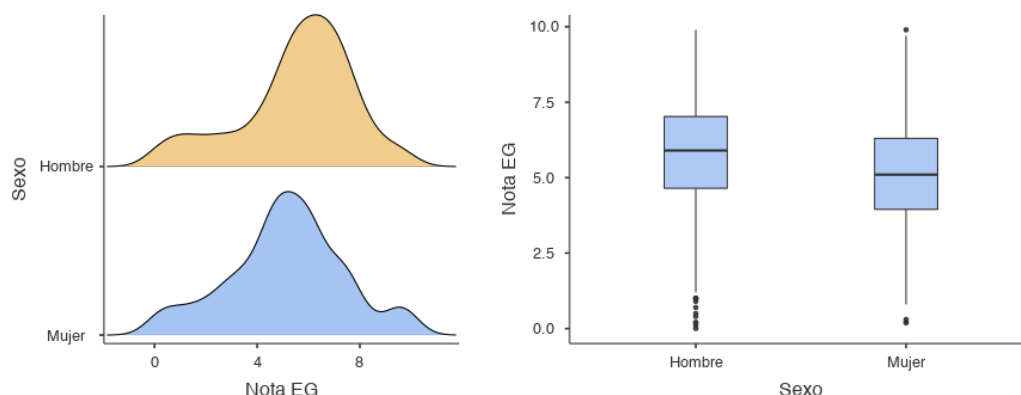 Sexo
Hombre
Mujer
0 4 8
Nota EG
Nota EG
10.0
7.5
5.0
2.5
0.0
Hombre Mujer
Sexo